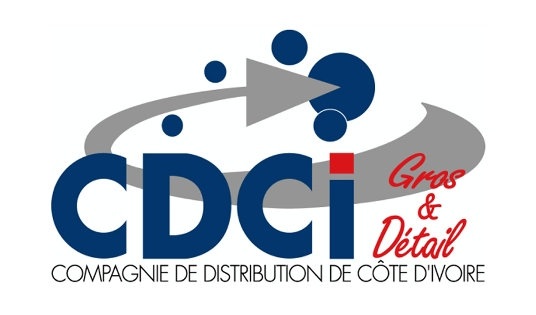 CDCi
Gros
&
Détail
COMPAGNIE DE DISTRIBUTION DE CÔTE D'IVOIRE